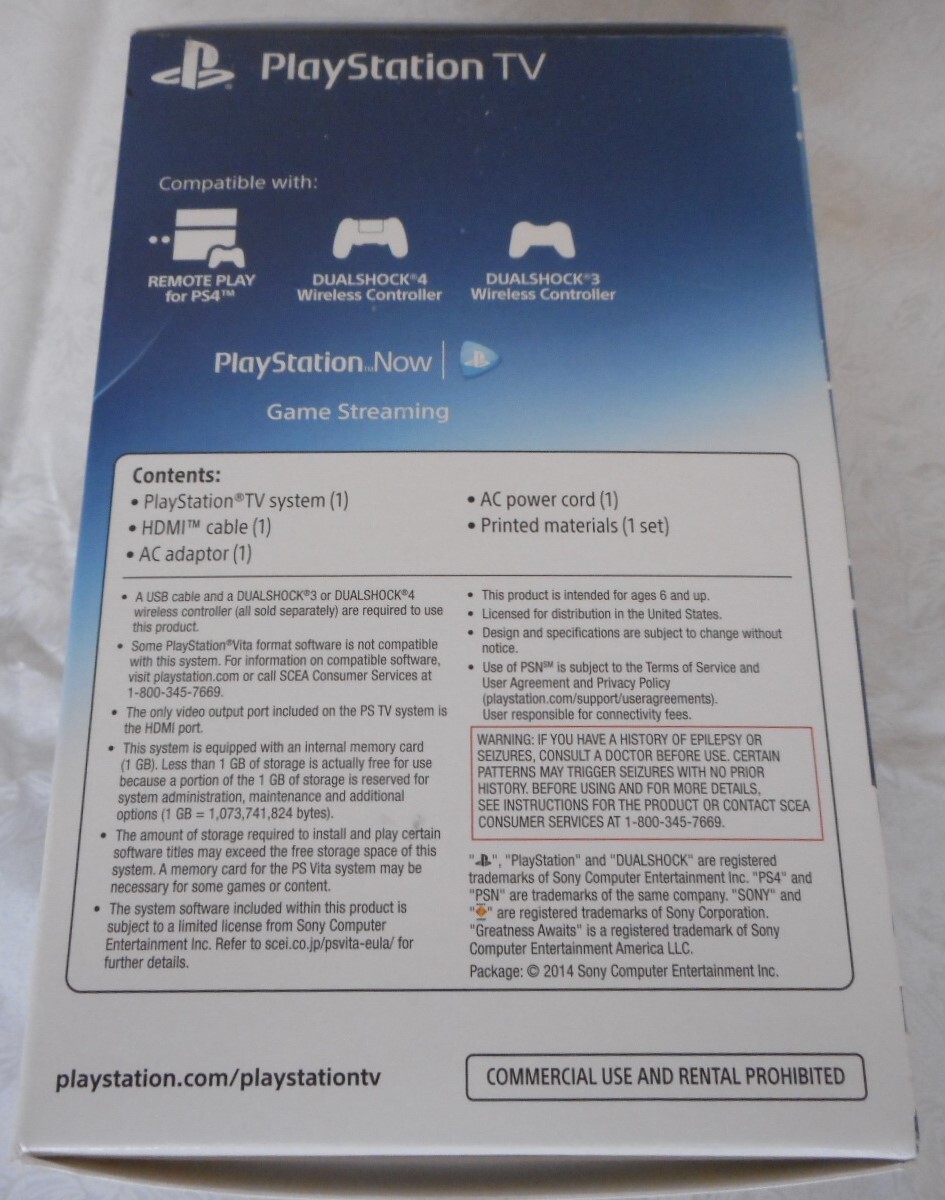 PlayStation TV
Compatible with:
REMOTE PLAY
for PS4™
DUALSHOCK®4
Wireless Controller
DUALSHOCK®3
Wireless Controller
PlayStation™Now
Game Streaming
Contents:
• PlayStation®TV system (1)
• HDMI™ cable (1)
• AC adaptor (1)
• AC power cord (1)
• Printed materials (1 set)
• A USB cable and a DUALSHOCK®3 or DUALSHOCK®4
wireless controller (all sold separately) are required to use
this product.
• Some PlayStation®Vita format software is not compatible
with this system. For information on compatible software,
visit playstation.com or call SCEA Consumer Services at
1-800-345-7669.
• The only video output port included on the PS TV system is
the HDMI port.
• This system is equipped with an internal memory card
(1 GB). Less than 1 GB of storage is actually free for use
because a portion of the 1 GB of storage is reserved for
system administration, maintenance and additional
options (1 GB = 1,073,741,824 bytes).
• The amount of storage required to install and play certain
software titles may exceed the free storage space of this
system. A memory card for the PS Vita system may be
necessary for some games or content.
• The system software included within this product is
subject to a limited license from Sony Computer
Entertainment Inc. Refer to scei.co.jp/psvita-eula/ for
further details.
• This product is intended for ages 6 and up.
• Licensed for distribution in the United States.
• Design and specifications are subject to change without
notice.
• Use of PSN℠ is subject to the Terms of Service and
User Agreement and Privacy Policy
(playstation.com/support/useragreements).
User responsible for connectivity fees.
WARNING: IF YOU HAVE A HISTORY OF EPILEPSY OR
SEIZURES, CONSULT A DOCTOR BEFORE USE. CERTAIN
PATTERNS MAY TRIGGER SEIZURES WITH NO PRIOR
HISTORY. BEFORE USING AND FOR MORE DETAILS,
SEE INSTRUCTIONS FOR THE PRODUCT OR CONTACT SCEA
CONSUMER SERVICES AT 1-800-345-7669.
" ", "PlayStation" and "DUALSHOCK" are registered
trademarks of Sony Computer Entertainment Inc. "PS4" and
"PSN" are trademarks of the same company. "SONY" and
" " are registered trademarks of Sony Corporation.
"Greatness Awaits" is a registered trademark of Sony
Computer Entertainment America LLC.
Package: © 2014 Sony Computer Entertainment Inc.
playstation.com/playstationtv
COMMERCIAL USE AND RENTAL PROHIBITED